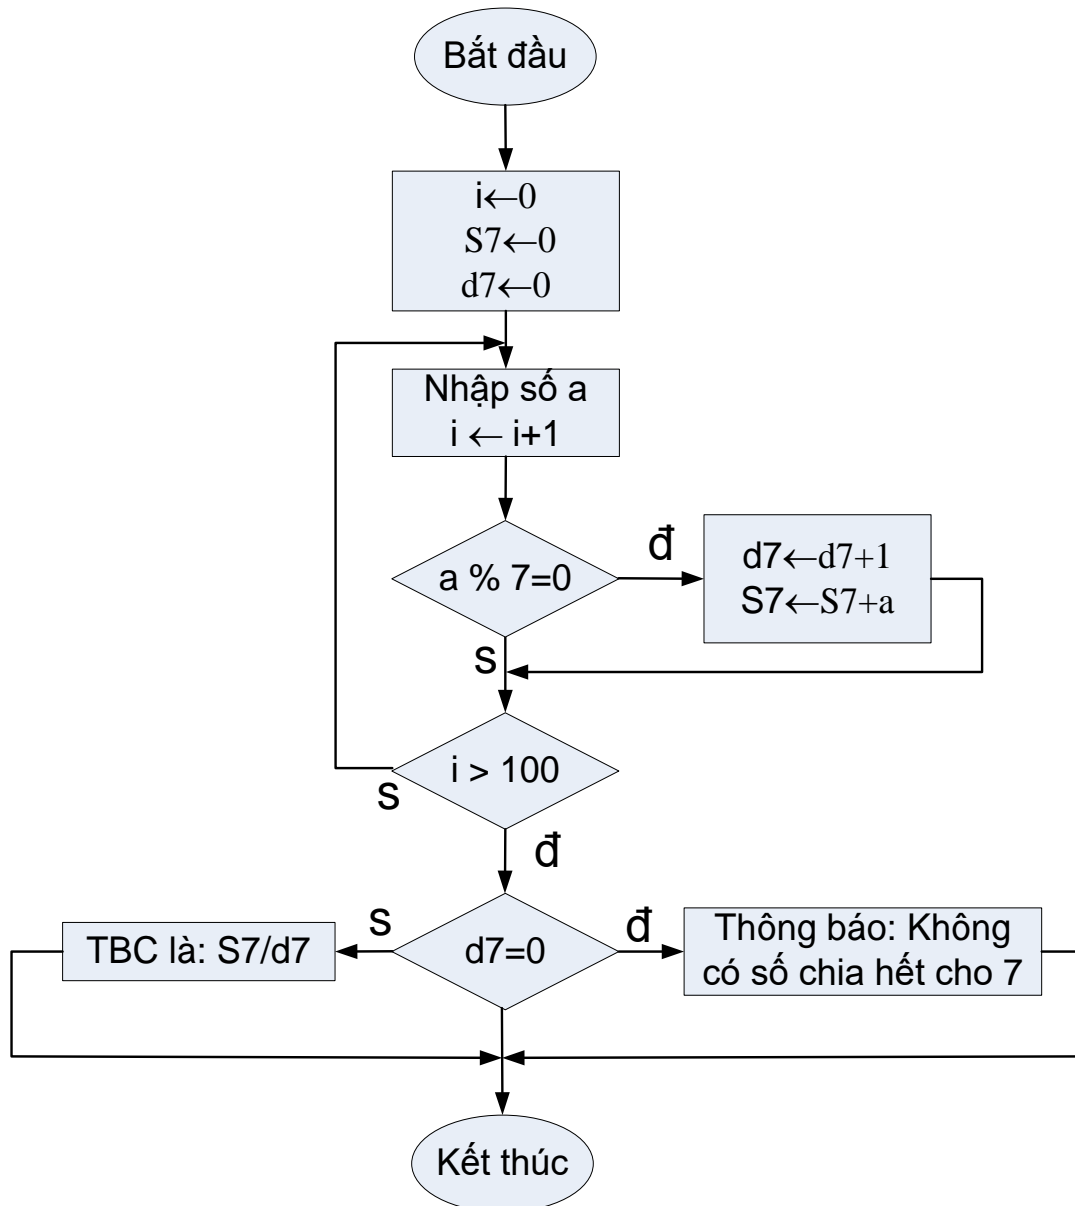 Bắt đầu
i←0
S7←0
d7←0
Nhập số a
i ← i+1
a % 7=0
đ
d7←d7+1
S7←S7+a
s
i > 100
s
đ
d7=0
s
TBC là: S7/d7
đ
Thông báo: Không
có số chia hết cho 7
Kết thúc